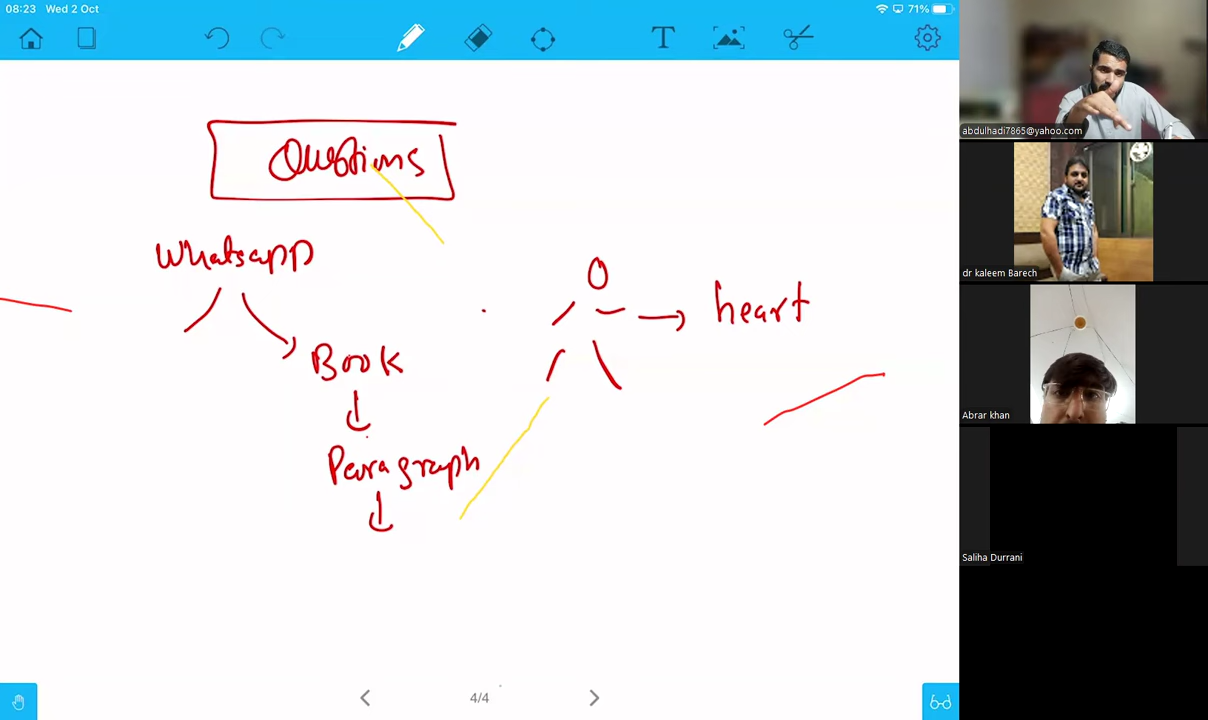 08:23 Wed 2 Oct
71%
T
Questions
Whatsapp
Book
Paragraph
heart
4/4
abdulhadi7865@yahoo.com
dr kaleem Barech
Abrar khan
Saliha Durrani